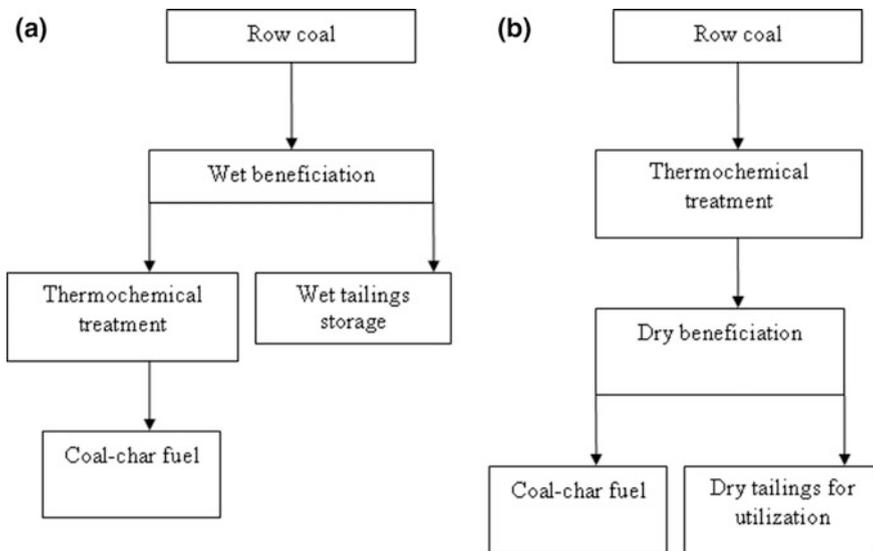 (a)
Row coal
Wet beneficiation
Thermochemical
treatment
Wet tailings
storage
Coal-char fuel
(b)
Row coal
Thermochemical
treatment
Dry beneficiation
Coal-char fuel
Dry tailings for
utilization